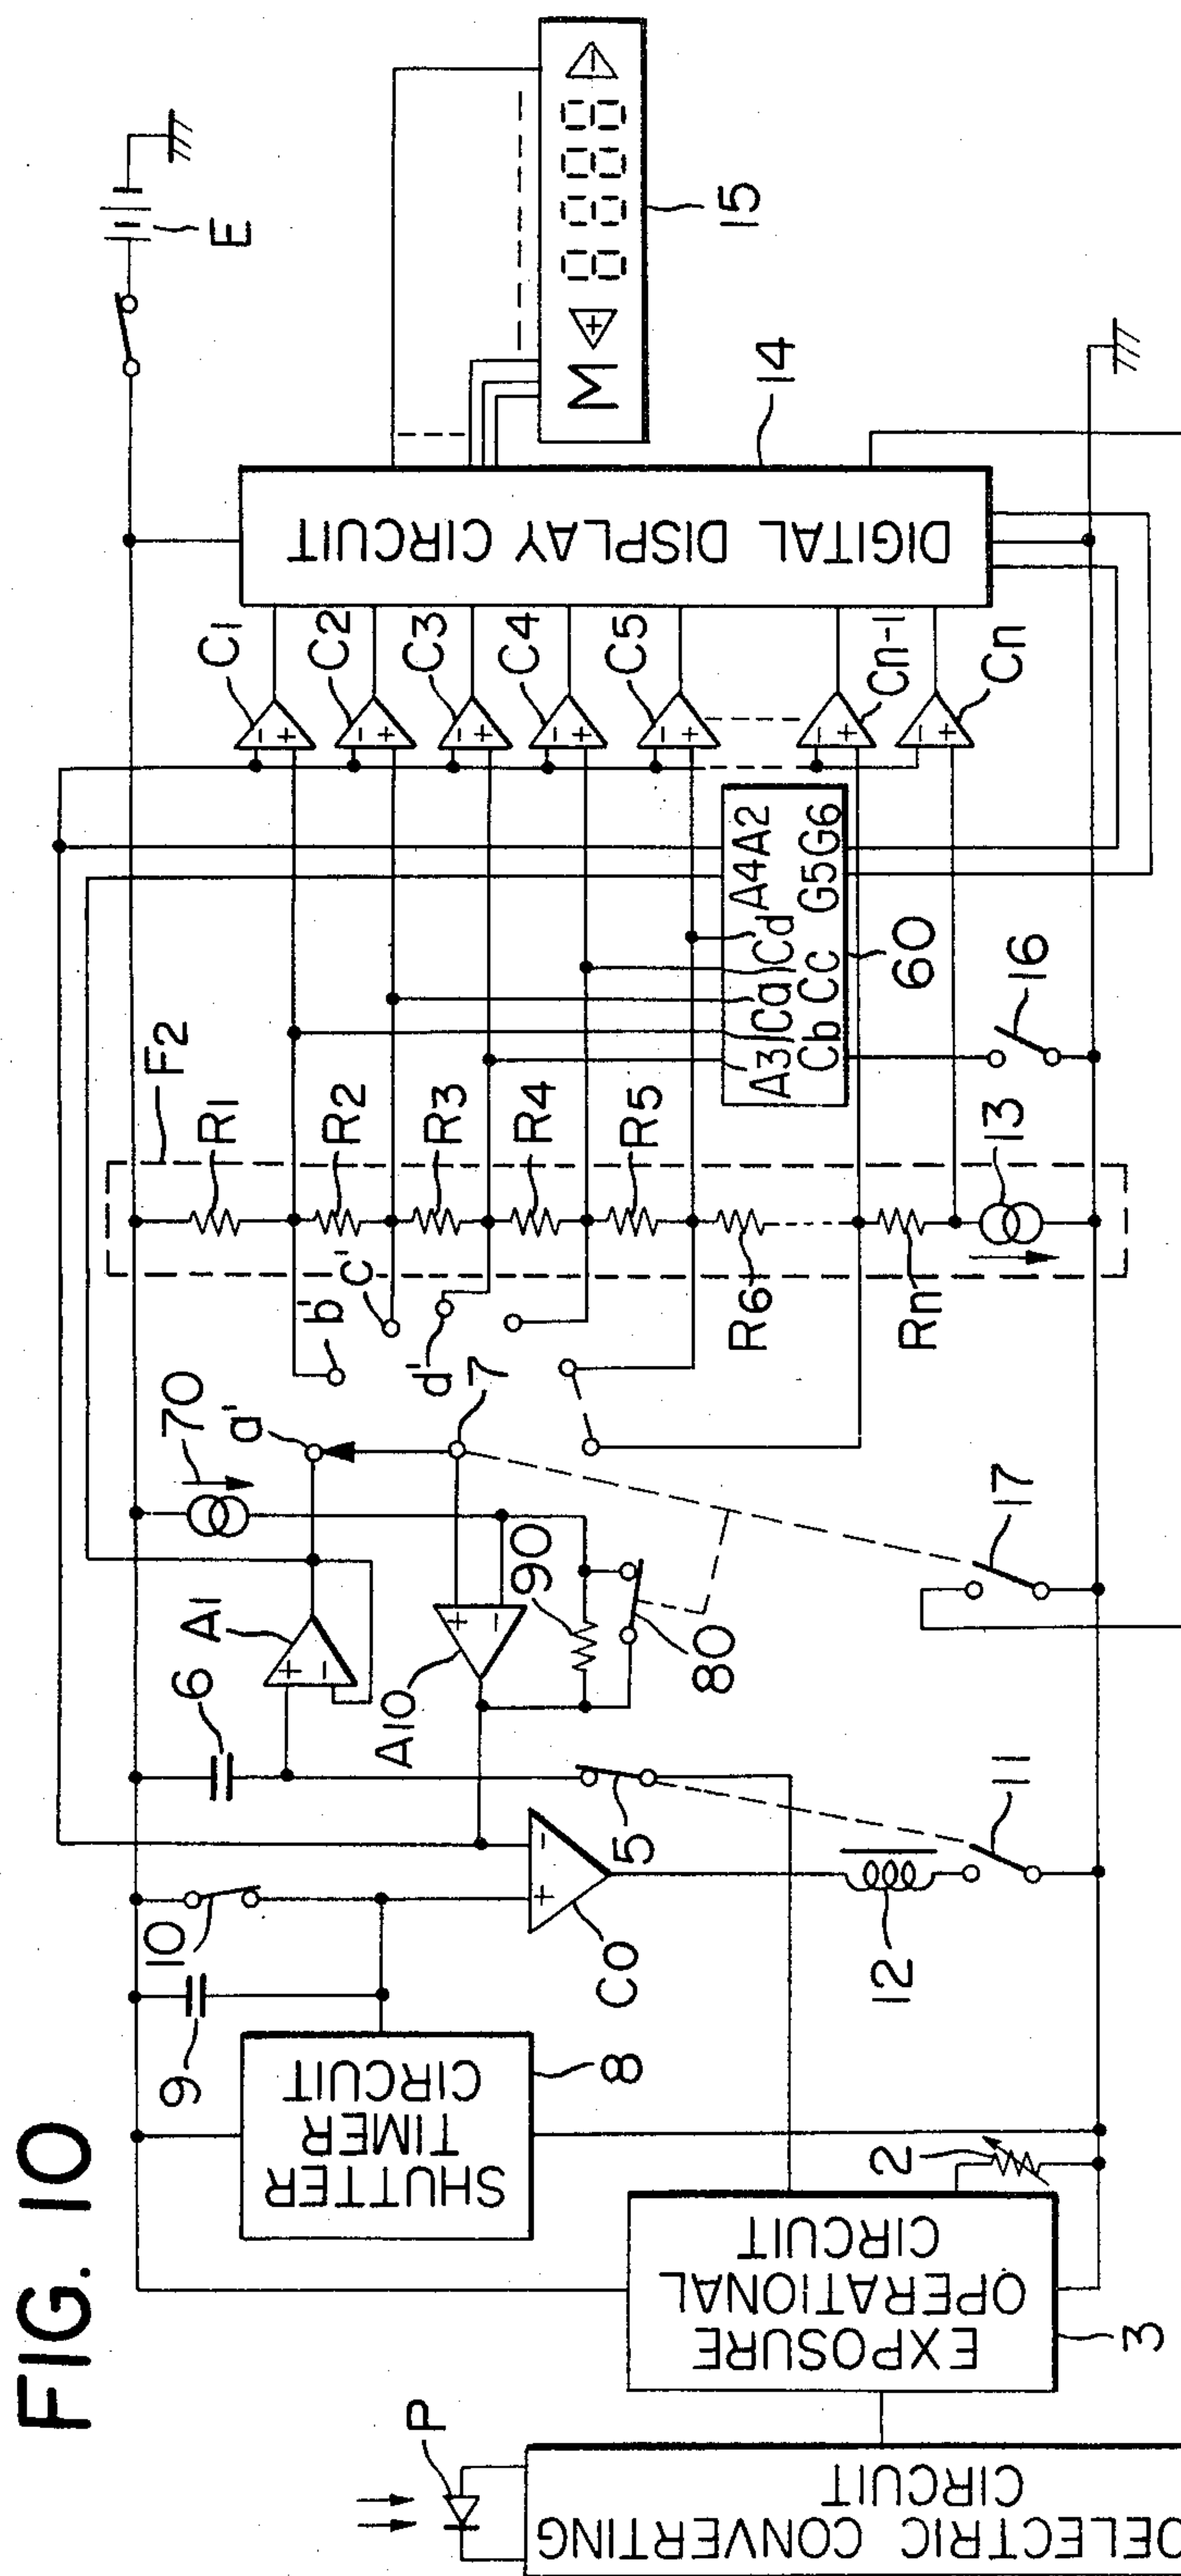 FIG. 10
E
15
M + 8888 −
14
DIGITAL DISPLAY CIRCUIT
C1
C2
C3
C4
C5
Cn-1
Cn
A4 A2
A3 Ca Cd
Cb Cc G5 G6
60
16
F2
R1
R2
R3
R4
R5
R6
Rn
13
a'
b'
c'
d'
7
70
A1
6
A10
90
80
17
5
11
12
C0
10
9
SHUTTER
TIMER
CIRCUIT
8
2
EXPOSURE
OPERATIONAL
CIRCUIT
3
P
OELECTRIC CONVERTING
CIRCUIT